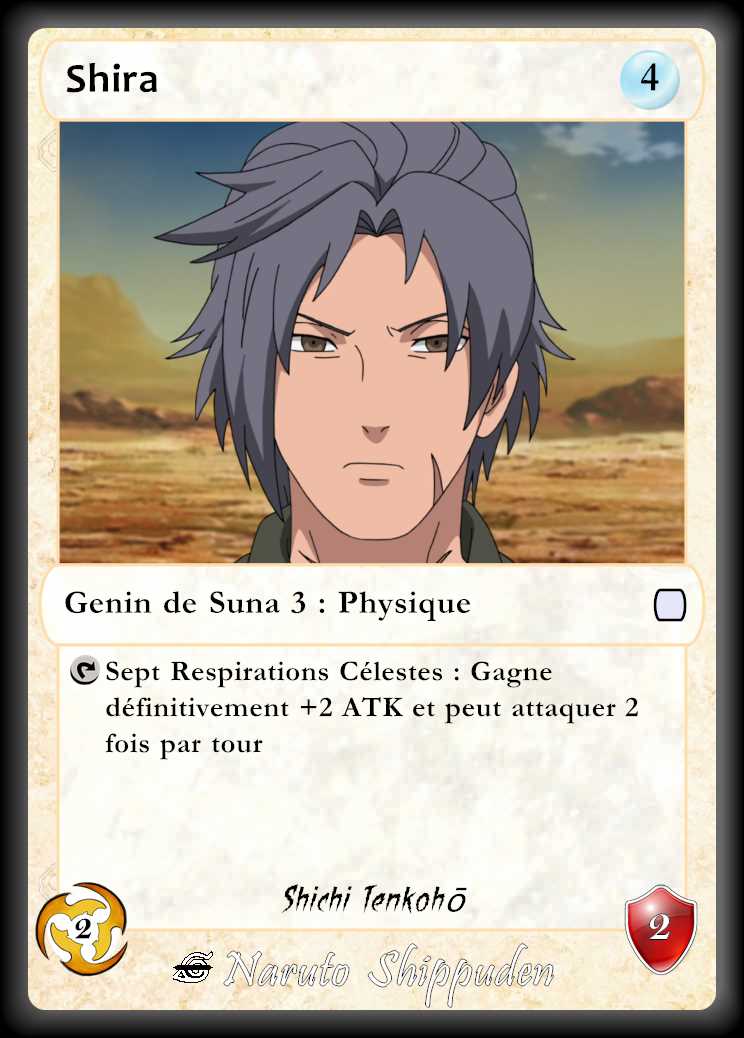 Shira
4
Genin de Suna 3 : Physique
Sept Respirations Célestes : Gagne
définitivement +2 ATK et peut attaquer 2
fois par tour
Shichi Tenkohō
2
2
Naruto Shippuden